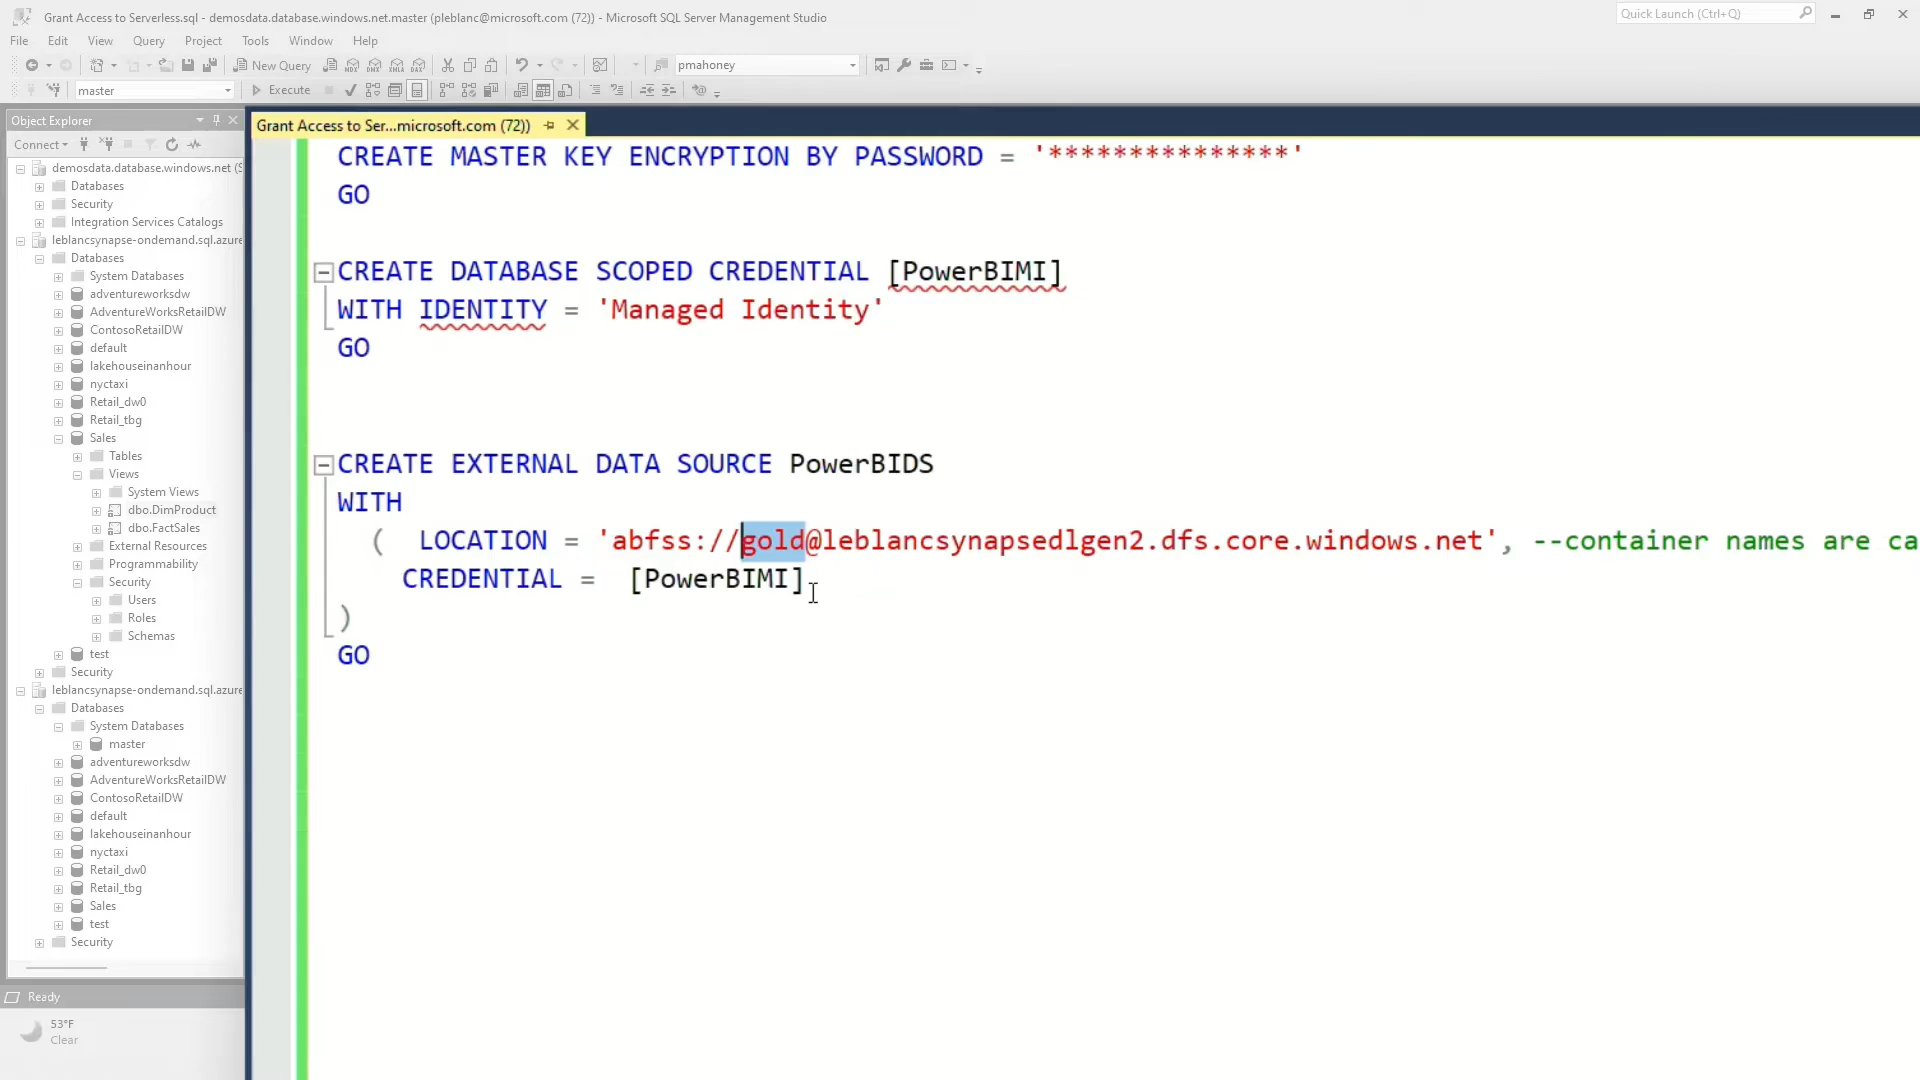 Grant Access to Serverless.sql - demosdata.database.windows.net.master (pleblanc@microsoft.com (72)) - Microsoft SQL Server Management Studio
Quick Launch (Ctrl+Q)
File Edit View Query Project Tools Window Help
New Query
pmahoney
master
Execute
Object Explorer
Connect
demosdata.database.windows.net (S
Databases
Security
Integration Services Catalogs
leblancsynapse-ondemand.sql.azure
Databases
System Databases
adventureworksdw
AdventureWorksRetailDW
ContosoRetailDW
default
lakehouseinanhour
nyctaxi
Retail_dw0
Retail_tbg
Sales
Tables
Views
System Views
dbo.DimProduct
dbo.FactSales
External Resources
Programmability
Security
Users
Roles
Schemas
test
Security
leblancsynapse-ondemand.sql.azure
Databases
System Databases
master
adventureworksdw
AdventureWorksRetailDW
ContosoRetailDW
default
lakehouseinanhour
nyctaxi
Retail_dw0
Retail_tbg
Sales
test
Security
Ready
53°F
Clear
Grant Access to Ser...microsoft.com (72))
CREATE MASTER KEY ENCRYPTION BY PASSWORD = '***************'
GO
CREATE DATABASE SCOPED CREDENTIAL [PowerBIMI]
WITH IDENTITY = 'Managed Identity'
GO
CREATE EXTERNAL DATA SOURCE PowerBIDS
WITH
( LOCATION = 'abfss://gold@leblancsynapsedlgen2.dfs.core.windows.net', --container names are ca
CREDENTIAL = [PowerBIMI]
)
GO